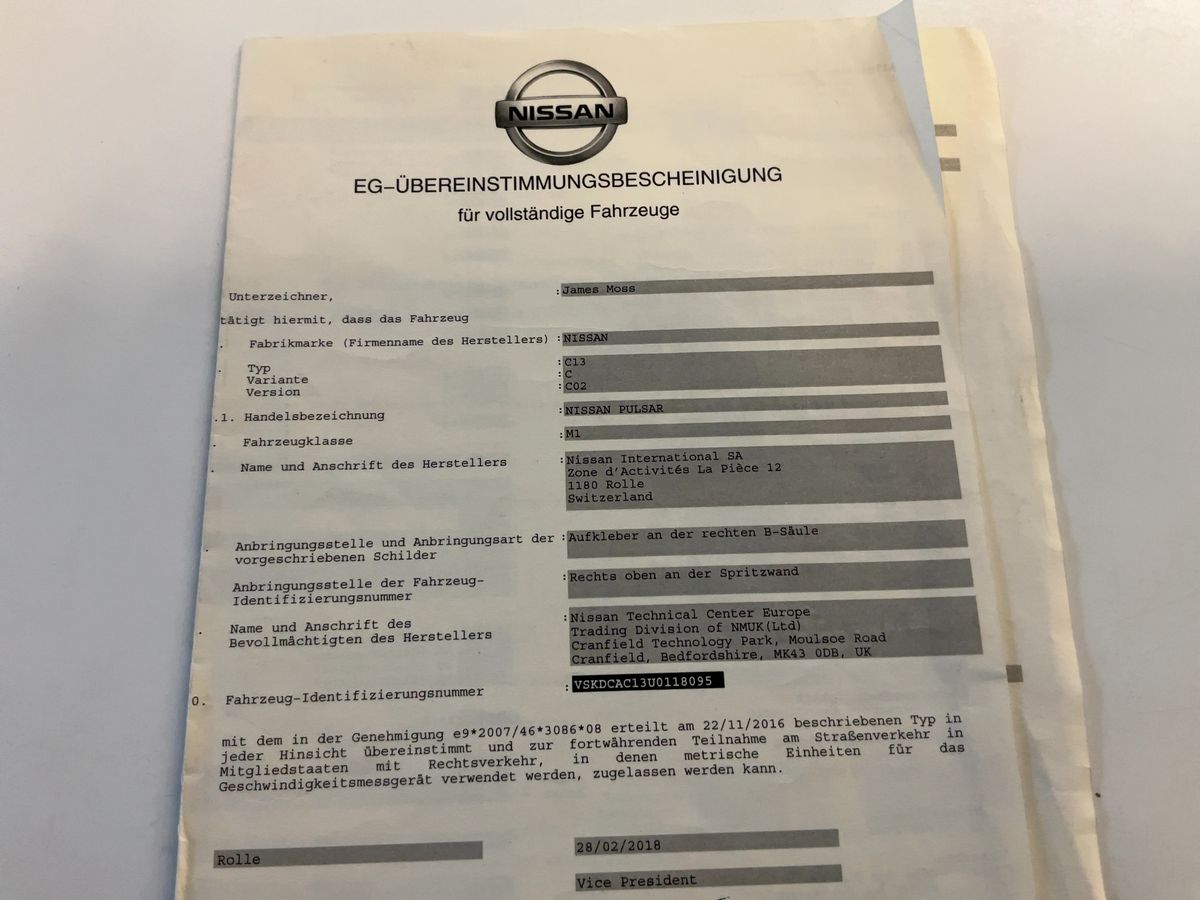 NISSAN
EG-ÜBEREINSTIMMUNGSBESCHEINIGUNG
für vollständige Fahrzeuge
Unterzeichner, : James Moss
tätigt hiermit, dass das Fahrzeug
. Fabrikmarke (Firmenname des Herstellers) : NISSAN
. Typ : C13
Variante : C
Version : C02
.1. Handelsbezeichnung : NISSAN PULSAR
. Fahrzeugklasse : M1
. Name und Anschrift des Herstellers : Nissan International SA
Zone d'Activités La Pièce 12
1180 Rolle
Switzerland
. Anbringungsstelle und Anbringungsart der : Aufkleber an der rechten B-Säule
vorgeschriebenen Schilder
Anbringungsstelle der Fahrzeug- : Rechts oben an der Spritzwand
Identifizierungsnummer
. Name und Anschrift des : Nissan Technical Center Europe
Bevollmächtigten des Herstellers Trading Division of NMUK(Ltd)
Cranfield Technology Park, Moulsoe Road
Cranfield, Bedfordshire, MK43 0DB, UK
0. Fahrzeug-Identifizierungsnummer : VSKDCAC13U0118095
mit dem in der Genehmigung e9*2007/46*3086*08 erteilt am 22/11/2016 beschriebenen Typ in
jeder Hinsicht übereinstimmt und zur fortwährenden Teilnahme am Straßenverkehr in
Mitgliedstaaten mit Rechtsverkehr, in denen metrische Einheiten für das
Geschwindigkeitsmessgerät verwendet werden, zugelassen werden kann.
Rolle 28/02/2018
Vice President